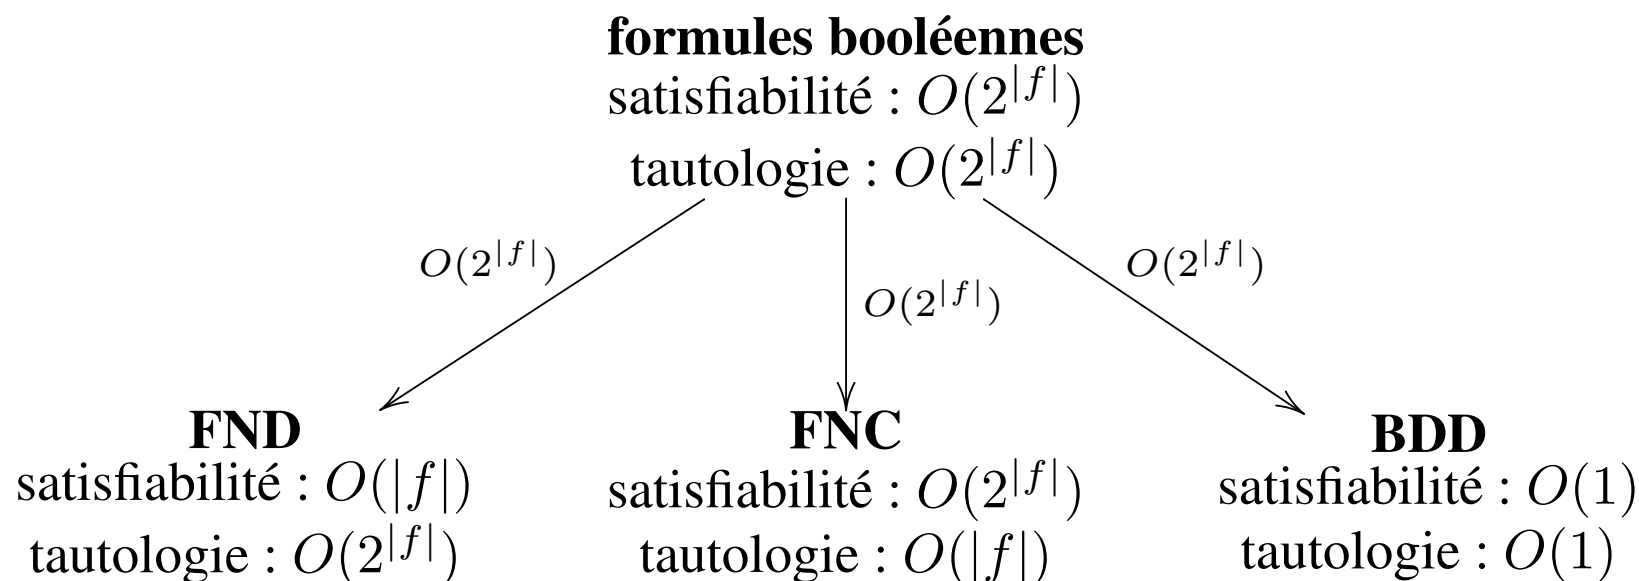 formules booléennes
satisfiabilité : O(2^{|f|})
tautologie : O(2^{|f|})
O(2^{|f|})
O(2^{|f|})
O(2^{|f|})
FND
satisfiabilité : O(|f|)
tautologie : O(2^{|f|})
FNC
satisfiabilité : O(2^{|f|})
tautologie : O(|f|)
BDD
satisfiabilité : O(1)
tautologie : O(1)